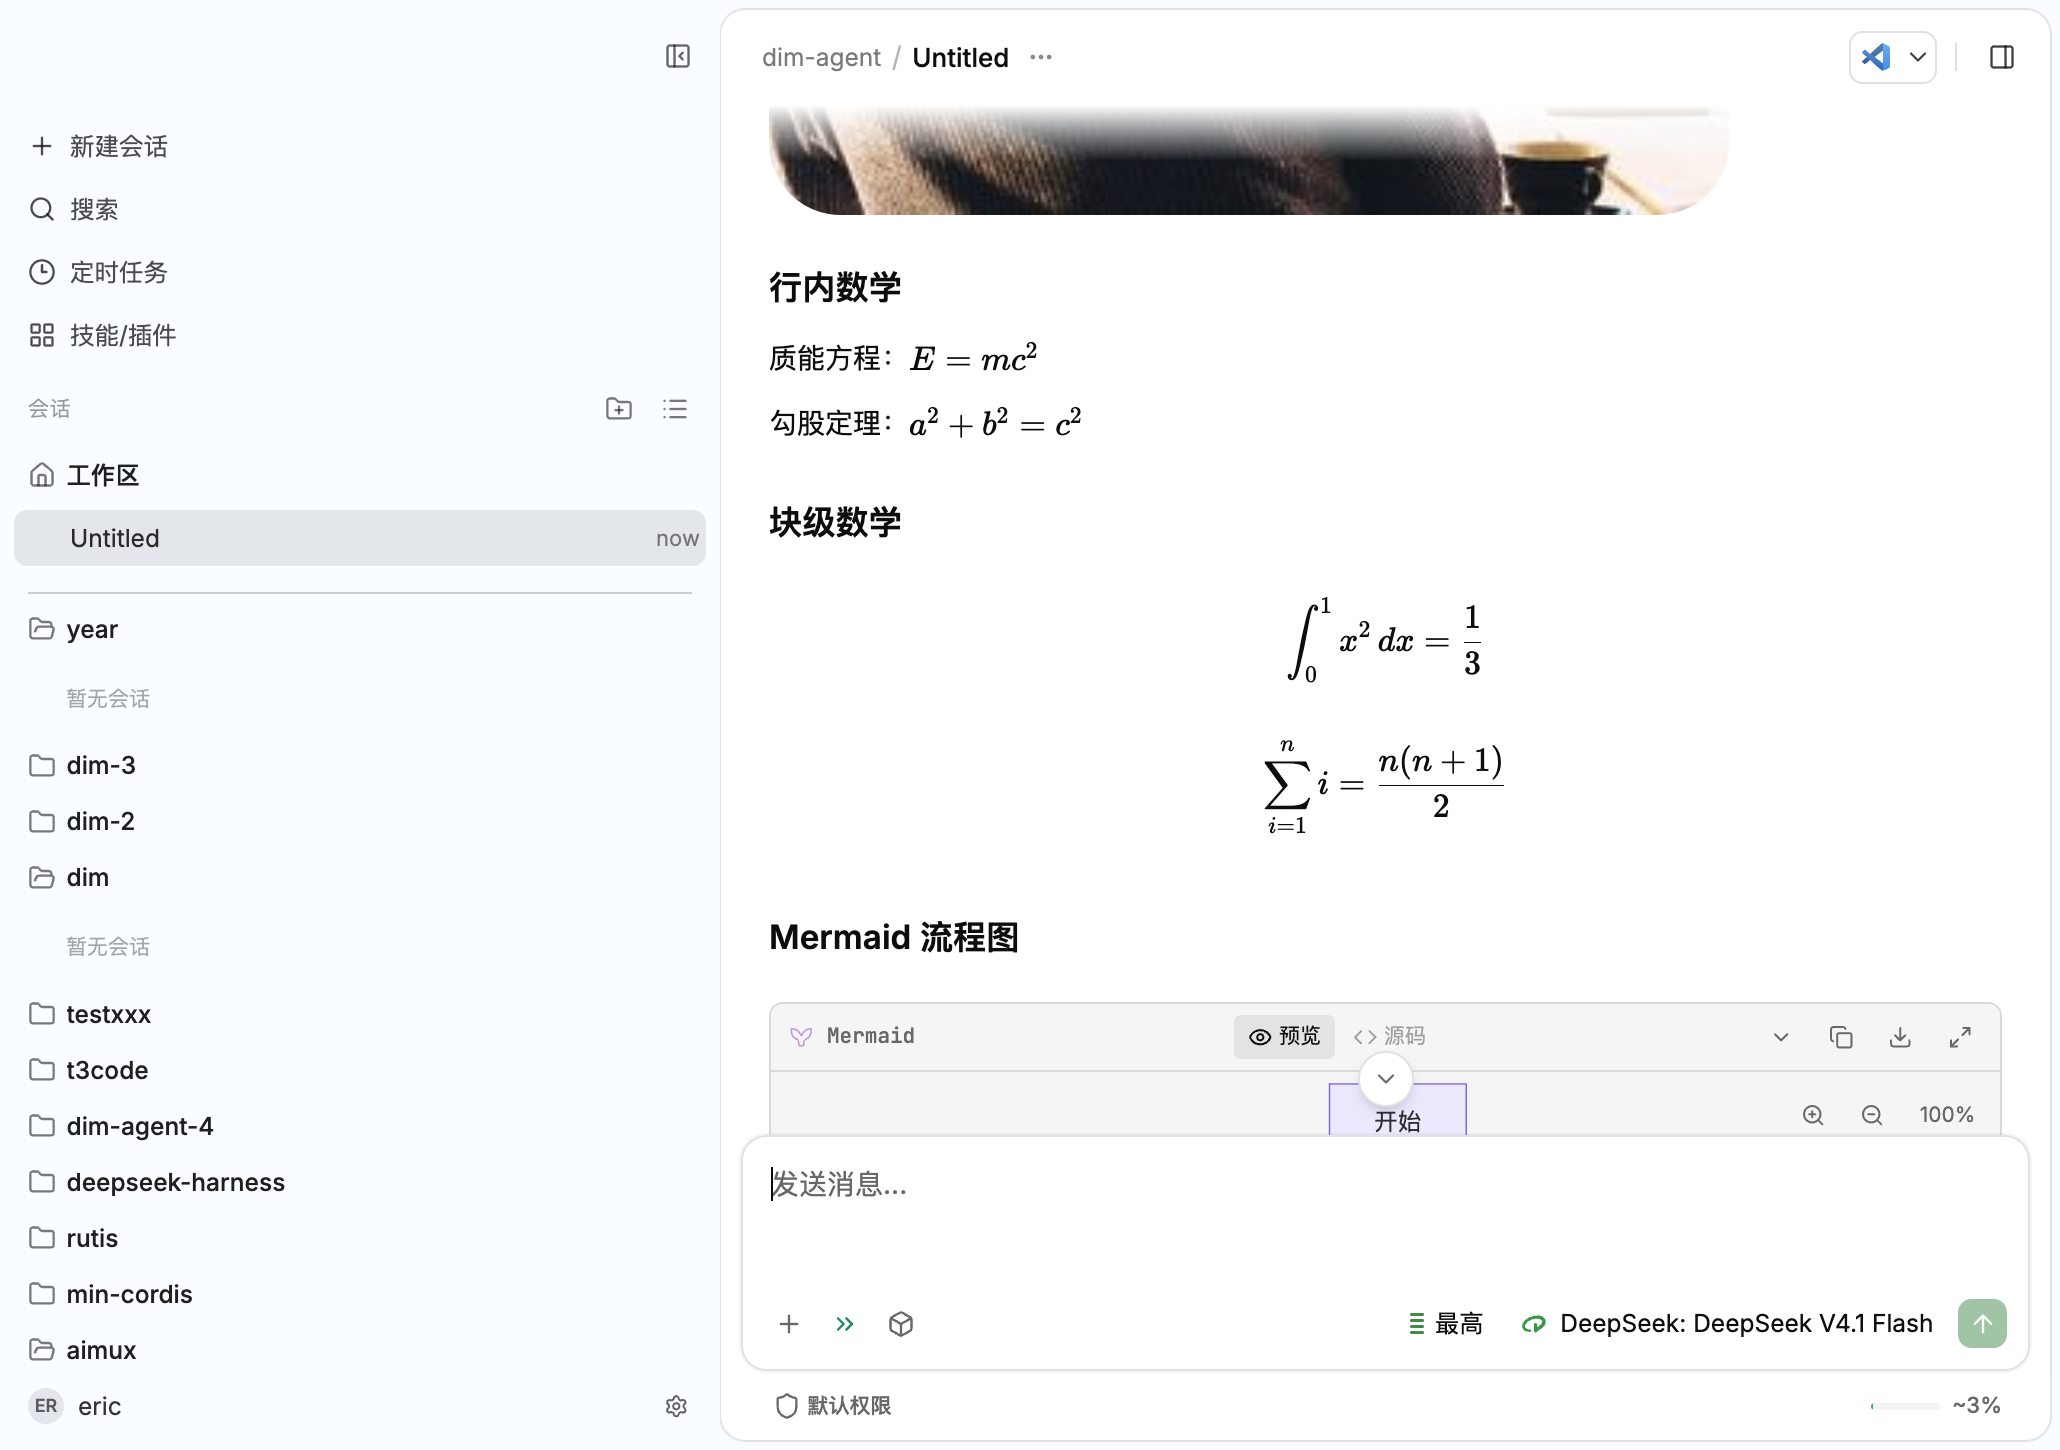 新建会话
搜索
定时任务
技能/插件
会话
工作区
Untitled now
year
暂无会话
dim-3
dim-2
dim
暂无会话
testxxx
t3code
dim-agent-4
deepseek-harness
rutis
min-cordis
aimux
ER eric
dim-agent / Untitled ···
行内数学
质能方程：E = mc²
勾股定理：a² + b² = c²
块级数学
∫₀¹ x² dx = 1/3
∑ᵢ₌₁ⁿ i = n(n + 1)/2
Mermaid 流程图
Mermaid 预览 <> 源码
开始 100%
发送消息...
最高 DeepSeek: DeepSeek V4.1 Flash
默认权限 ~3%